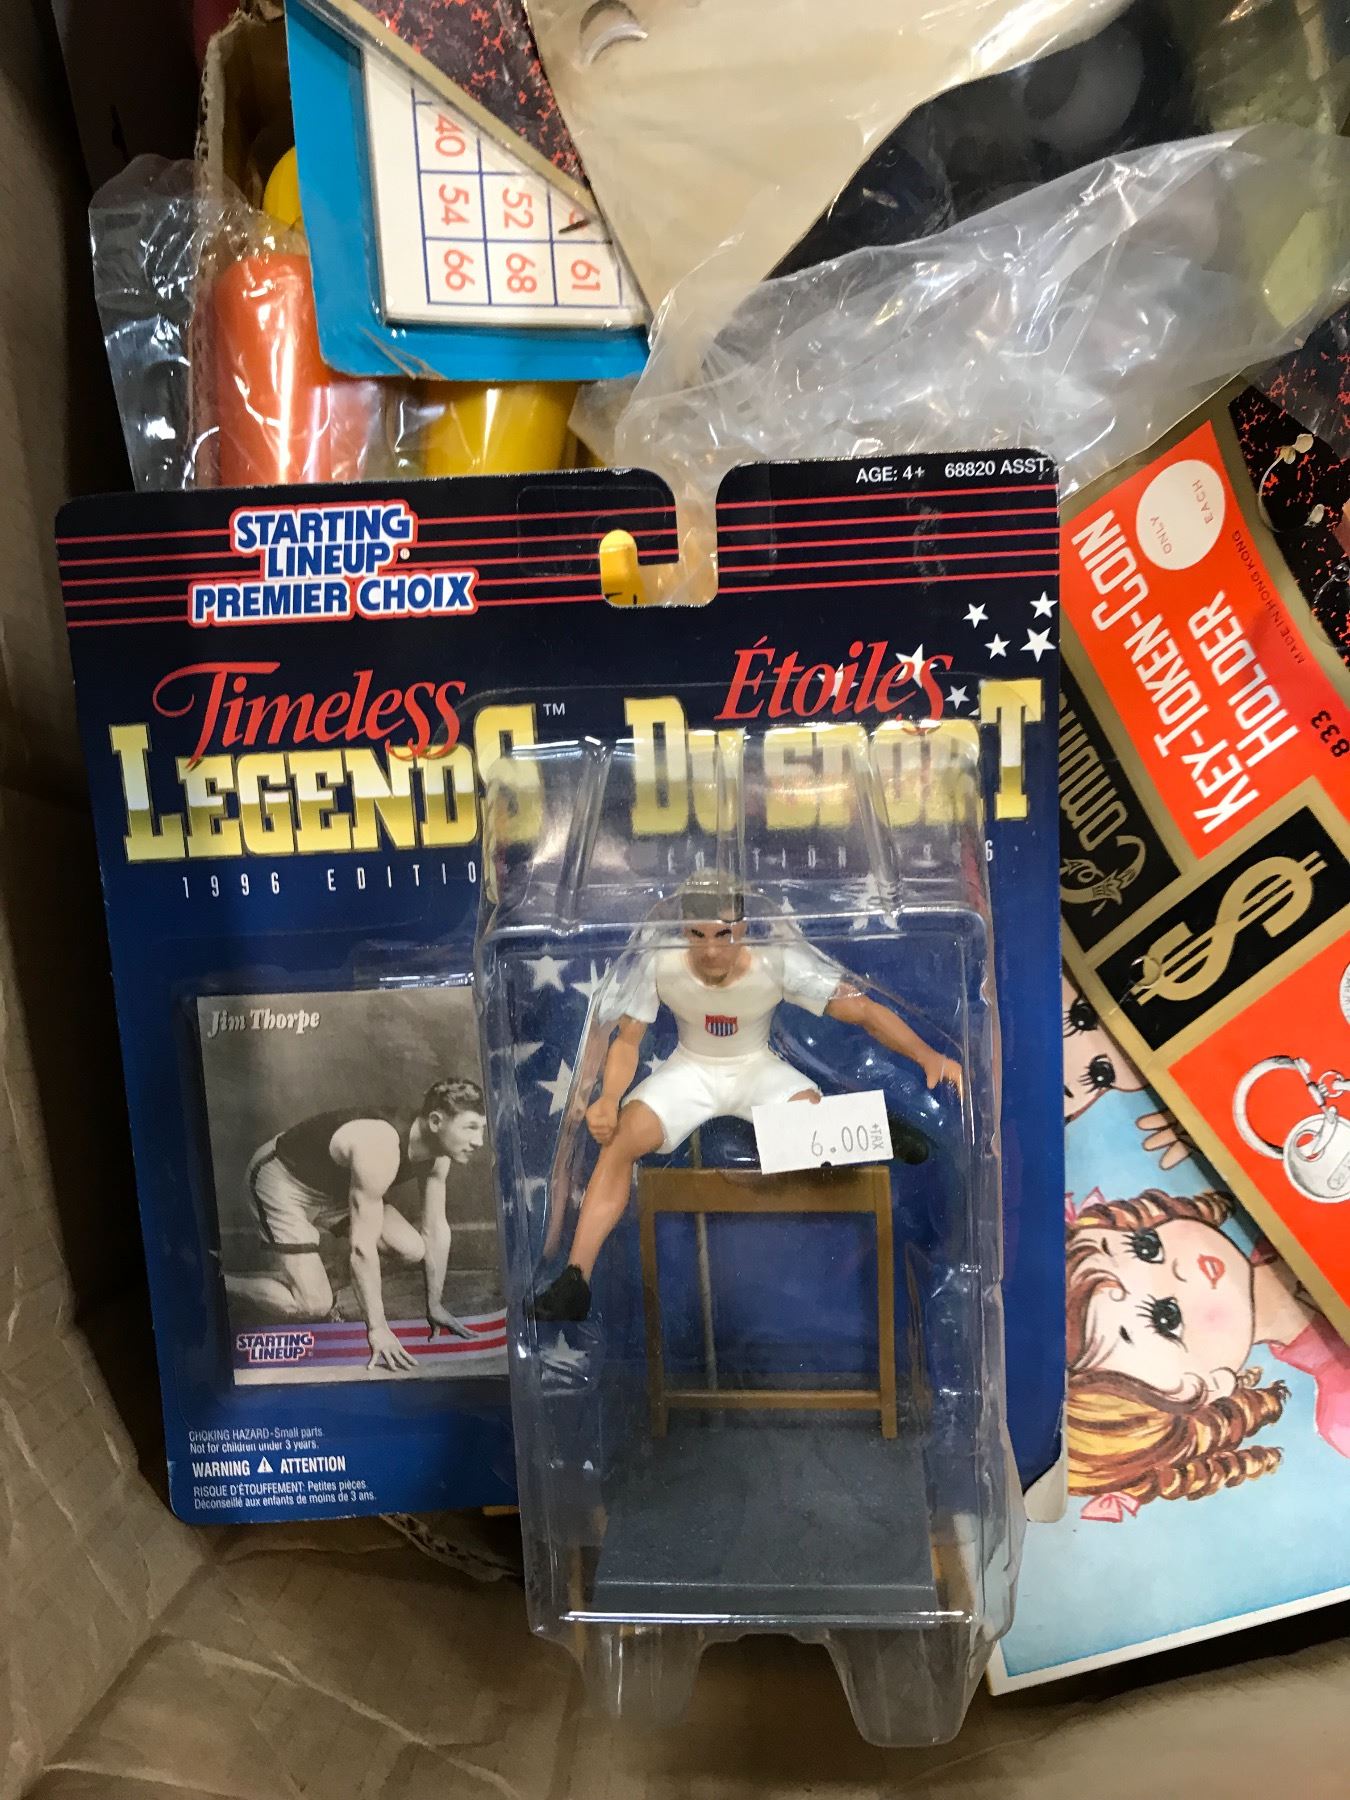 40
54 52
66 68 61
AGE: 4+ 68820 ASST.
STARTING
LINEUP
PREMIER CHOIX
Timeless
LEGENDS™
1996 EDITIO
Étoiles
DU SPORT
EDITION 1996
Jim Thorpe
STARTING
LINEUP
6.00 +TAX
CHOKING HAZARD-Small parts.
Not for children under 3 years.
WARNING ⚠ ATTENTION
RISQUE D'ÉTOUFFEMENT: Petites pièces.
Déconseillé aux enfants de moins de 3 ans.
ONLY
EACH
KEY-TOKEN-COIN
HOLDER
MADE IN HONG KONG
833
$